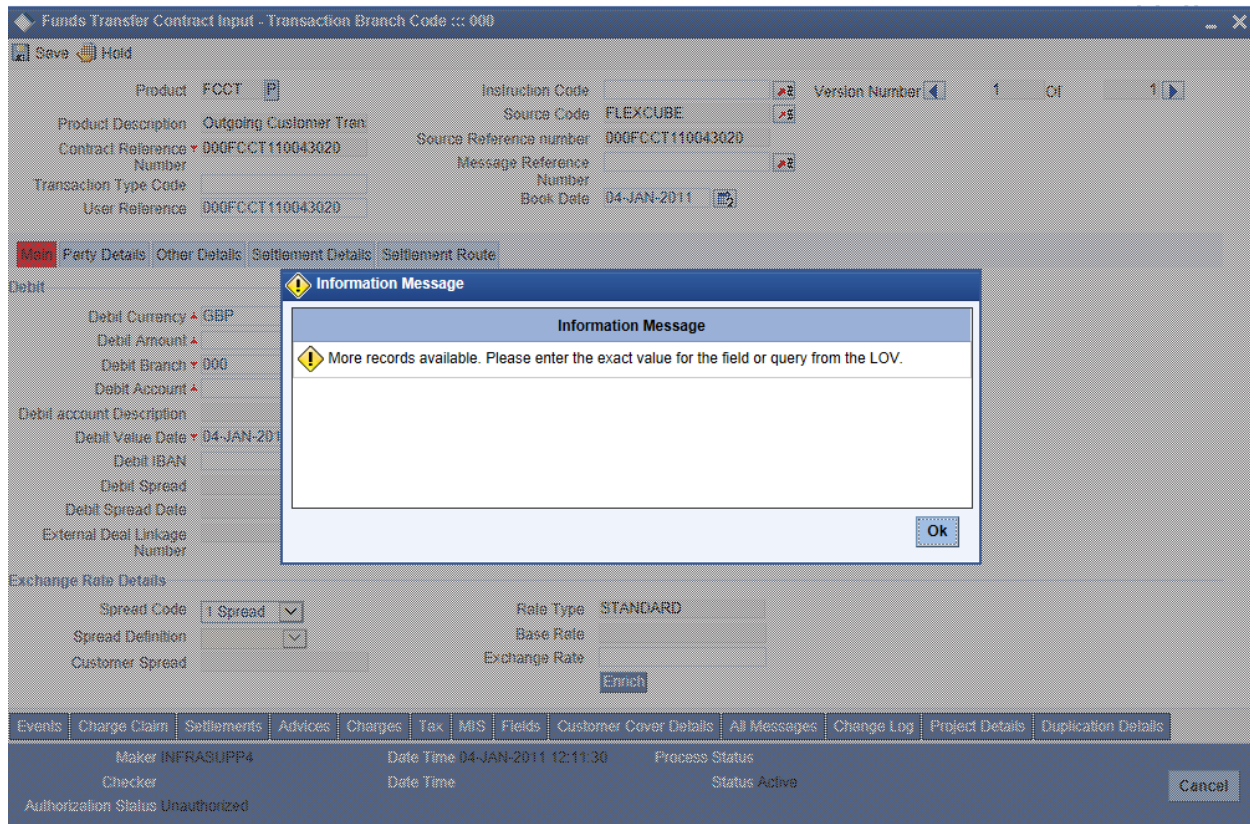 Funds Transfer Contract Input - Transaction Branch Code ::: 000
Save Hold
Product FCCT P Instruction Code Version Number 1 Of 1
Product Description Outgoing Customer Tran Source Code FLEXCUBE
Contract Reference Number 000FCCT110043020 Source Reference number 000FCCT110043020
Transaction Type Code Message Reference Number
User Reference 000FCCT110043020 Book Date 04-JAN-2011
Main Party Details Other Details Settlement Details Settlement Route
Debit
Debit Currency GBP
Debit Amount
Debit Branch 000
Debit Account
Debit account Description
Debit Value Date 04-JAN-201
Debit IBAN
Debit Spread
Debit Spread Date
External Deal Linkage
Number
Information Message
Information Message
More records available. Please enter the exact value for the field or query from the LOV.
Ok
Exchange Rate Details
Spread Code 1 Spread Rate Type STANDARD
Spread Definition Base Rate
Customer Spread Exchange Rate
Enrich
Events Charge Claim Settlements Advices Charges Tax MIS Fields Customer Cover Details All Messages Change Log Project Details Duplication Details
Maker INFRASUPP4 Date Time 04-JAN-2011 12:11:30 Process Status
Checker Date Time Status Active
Authorization Status Unauthorized
Cancel